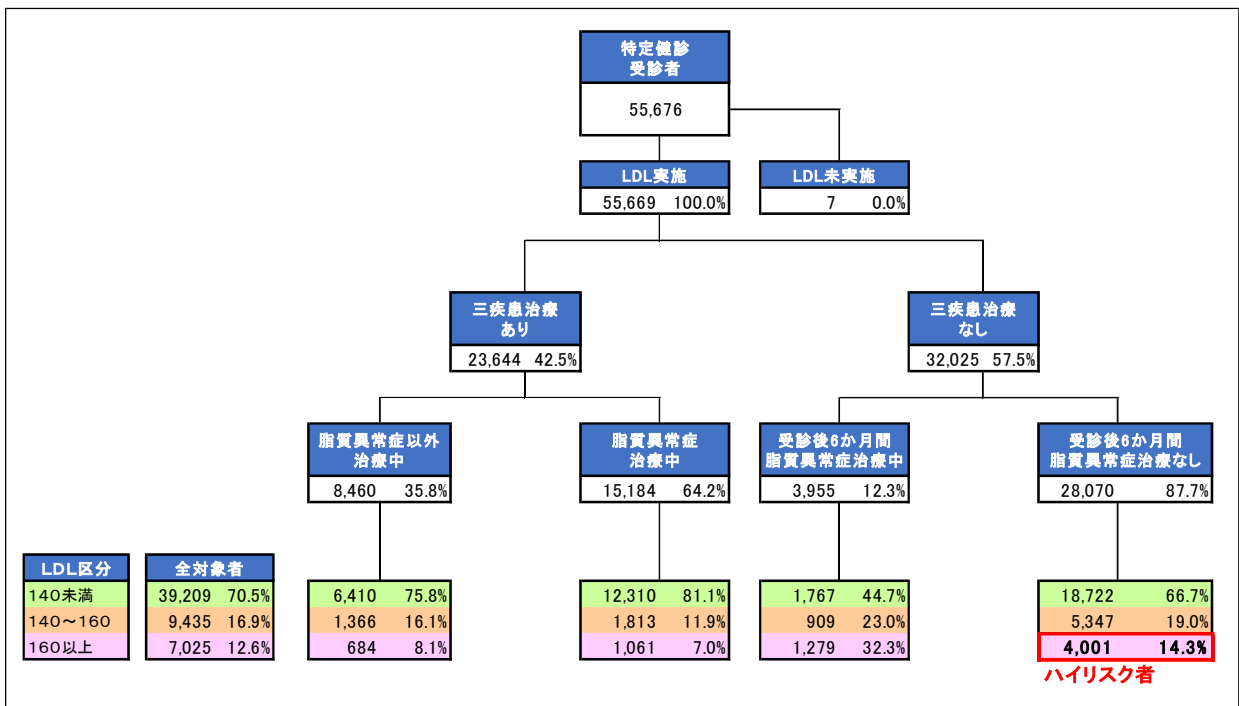 特定健診
受診者
55,676
LDL実施
55,669 100.0%
LDL未実施
7 0.0%
三疾患治療
あり
23,644 42.5%
三疾患治療
なし
32,025 57.5%
脂質異常症以外
治療中
8,460 35.8%
脂質異常症
治療中
15,184 64.2%
受診後6か月間
脂質異常症治療中
3,955 12.3%
受診後6か月間
脂質異常症治療なし
28,070 87.7%
LDL区分 全対象者
140未満 39,209 70.5% 6,410 75.8% 12,310 81.1% 1,767 44.7% 18,722 66.7%
140～160 9,435 16.9% 1,366 16.1% 1,813 11.9% 909 23.0% 5,347 19.0%
160以上 7,025 12.6% 684 8.1% 1,061 7.0% 1,279 32.3% 4,001 14.3%
ハイリスク者